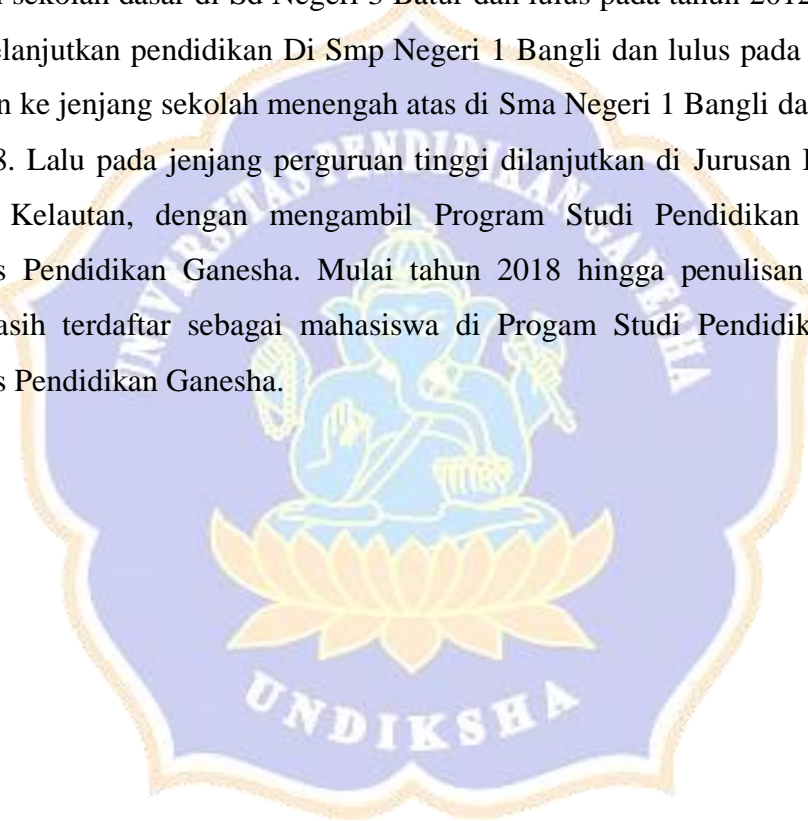 sekolah dasar di Sd Negeri 3 Batur dan lulus pada tahun 2012
elanjutkan pendidikan Di Smp Negeri 1 Bangli dan lulus pada
n ke jenjang sekolah menengah atas di Sma Negeri 1 Bangli da
8. Lalu pada jenjang perguruan tinggi dilanjutkan di Jurusan
Kelautan, dengan mengambil Program Studi Pendidikan
s Pendidikan Ganesha. Mulai tahun 2018 hingga penulisan
asih terdaftar sebagai mahasiswa di Progam Studi Pendidik
s Pendidikan Ganesha.
UNIVERSITAS PENDIDIKAN GANESHA
UNDIKSHA